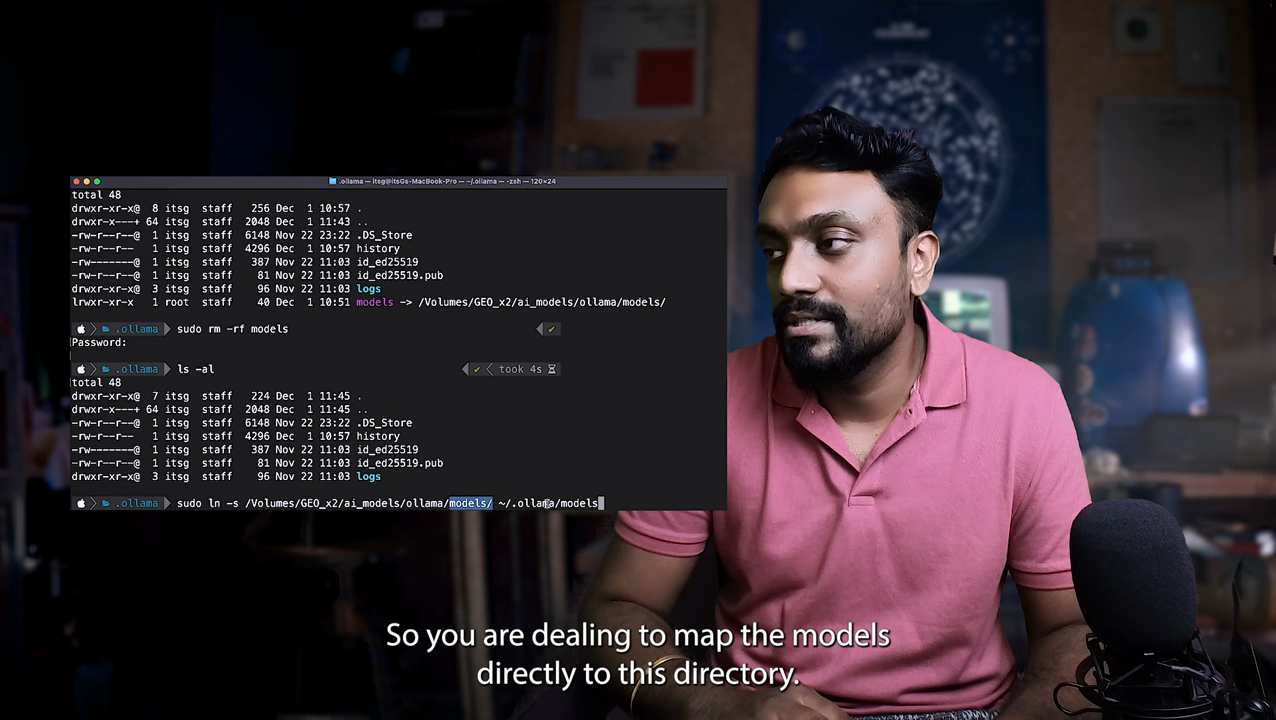 .ollama — itsg@itsGs-MacBook-Pro — ~/.ollama — -zsh — 120×24
total 48
drwxr-xr-x@ 8 itsg staff 256 Dec 1 10:57 .
drwxr-x---+ 64 itsg staff 2048 Dec 1 11:43 ..
-rw-r--r--@ 1 itsg staff 6148 Nov 22 23:22 .DS_Store
-rw-r--r-- 1 itsg staff 4296 Dec 1 10:57 history
-rw-------@ 1 itsg staff 387 Nov 22 11:03 id_ed25519
-rw-r--r--@ 1 itsg staff 81 Nov 22 11:03 id_ed25519.pub
drwxr-xr-x@ 3 itsg staff 96 Nov 22 11:03 logs
lrwxr-xr-x 1 root staff 40 Dec 1 10:51 models -> /Volumes/GEO_x2/ai_models/ollama/models/
.ollama sudo rm -rf models
Password:
.ollama ls -al took 4s
total 48
drwxr-xr-x@ 7 itsg staff 224 Dec 1 11:45 .
drwxr-x---+ 64 itsg staff 2048 Dec 1 11:45 ..
-rw-r--r--@ 1 itsg staff 6148 Nov 22 23:22 .DS_Store
-rw-r--r-- 1 itsg staff 4296 Dec 1 10:57 history
-rw-------@ 1 itsg staff 387 Nov 22 11:03 id_ed25519
-rw-r--r--@ 1 itsg staff 81 Nov 22 11:03 id_ed25519.pub
drwxr-xr-x@ 3 itsg staff 96 Nov 22 11:03 logs
.ollama sudo ln -s /Volumes/GEO_x2/ai_models/ollama/models/ ~/.ollama/models
So you are dealing to map the models
directly to this directory.